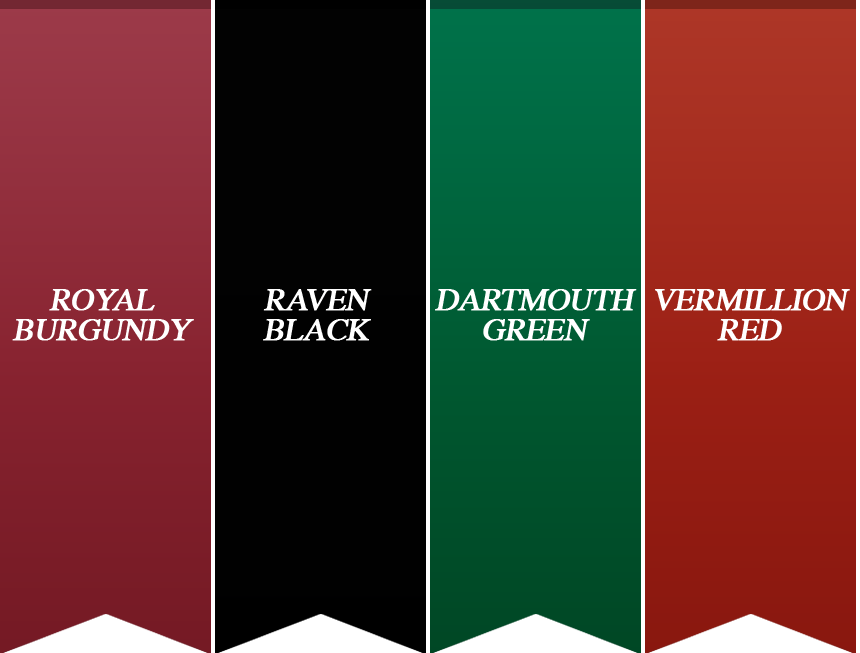 ROYAL
BURGUNDY
RAVEN
BLACK
DARTMOUTH
GREEN
VERMILLION
RED